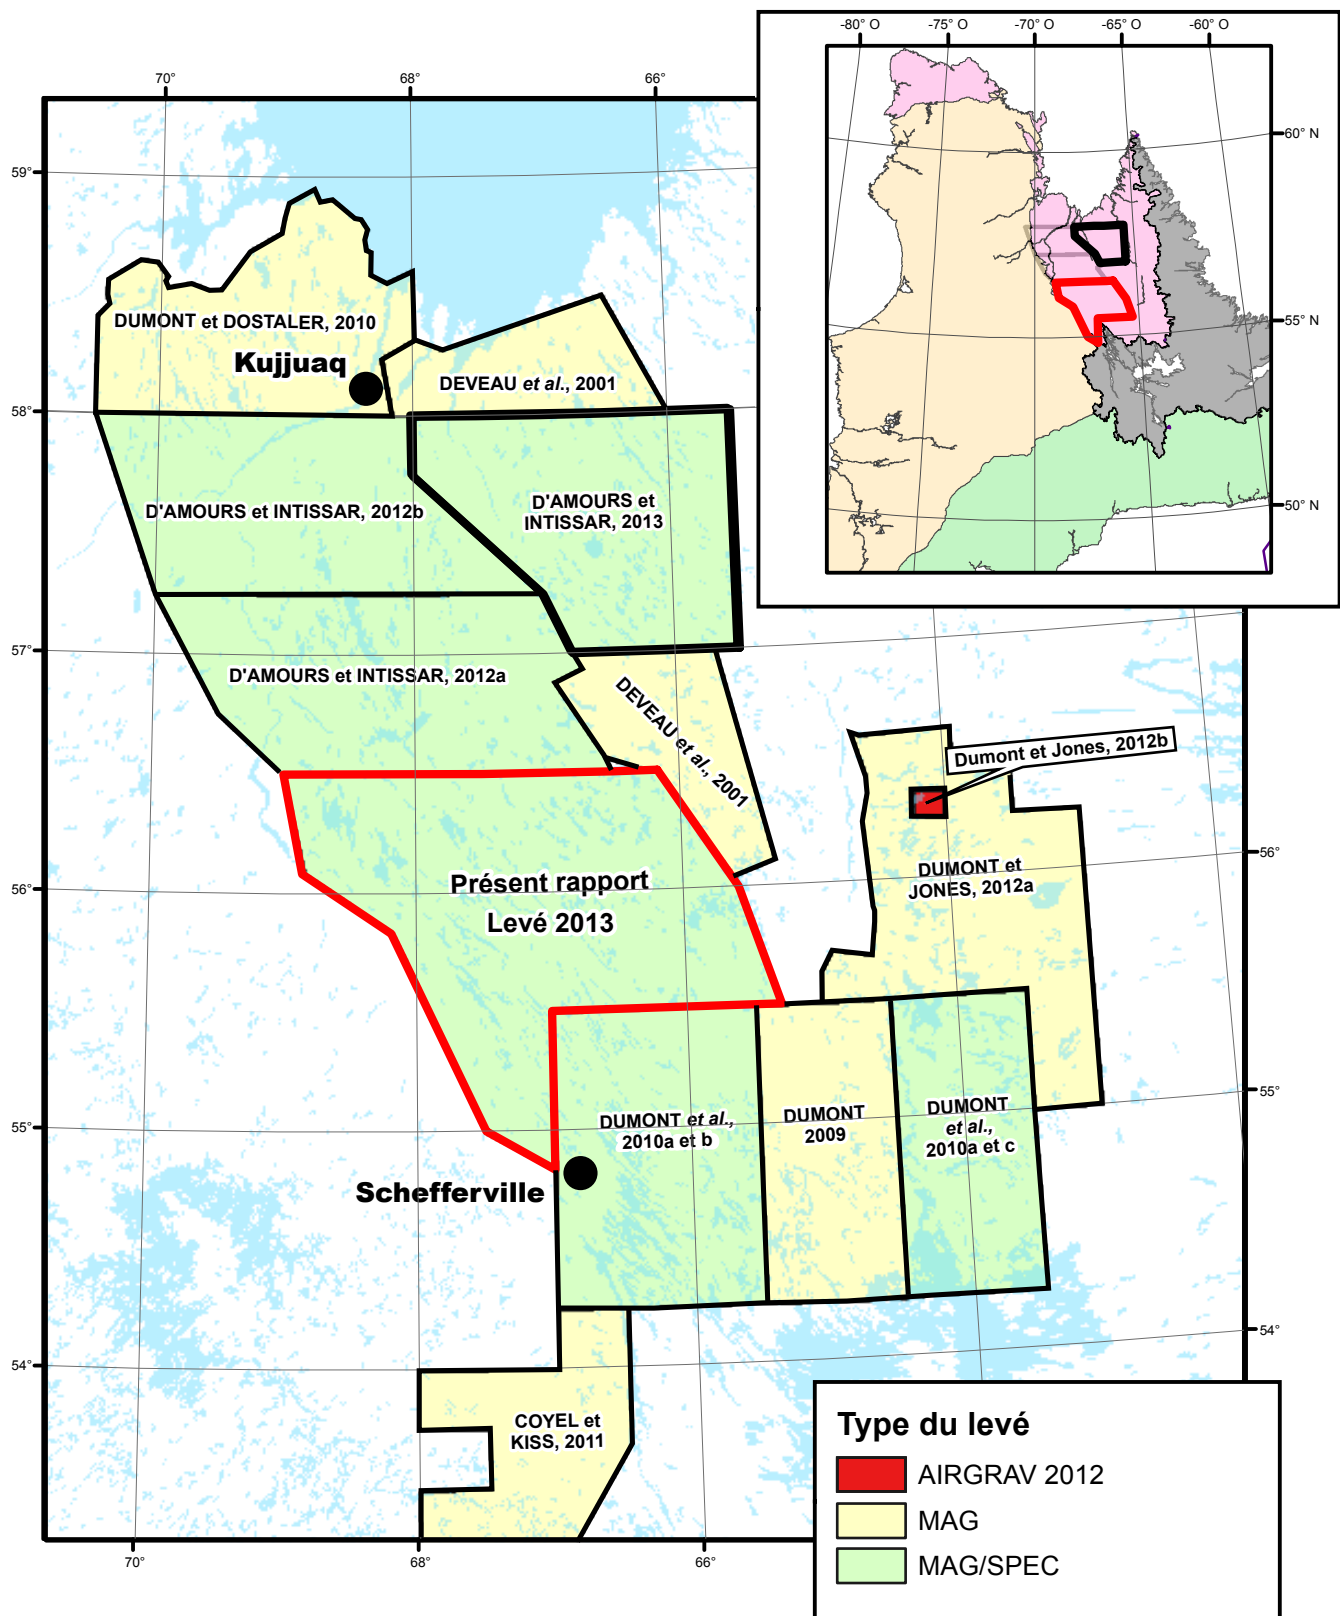 -80° O
-75° O
-70° O
-65° O
-60° O
60° N
55° N
50° N
70°
68°
66°
59°
58°
57°
56°
55°
54°
DUMONT et DOSTALER, 2010
Kujjuaq
DEVEAU et al., 2001
D'AMOURS et INTISSAR, 2012b
D'AMOURS et
INTISSAR, 2013
D'AMOURS et INTISSAR, 2012a
DEVEAU et al., 2001
Dumont et Jones, 2012b
DUMONT et
JONES, 2012a
Présent rapport
Levé 2013
DUMONT et al.,
2010a et b
DUMONT
2009
DUMONT
et al.,
2010a et c
Schefferville
COYEL et
KISS, 2011
56°
55°
54°
70°
68°
66°
Type du levé
AIRGRAV 2012
MAG
MAG/SPEC